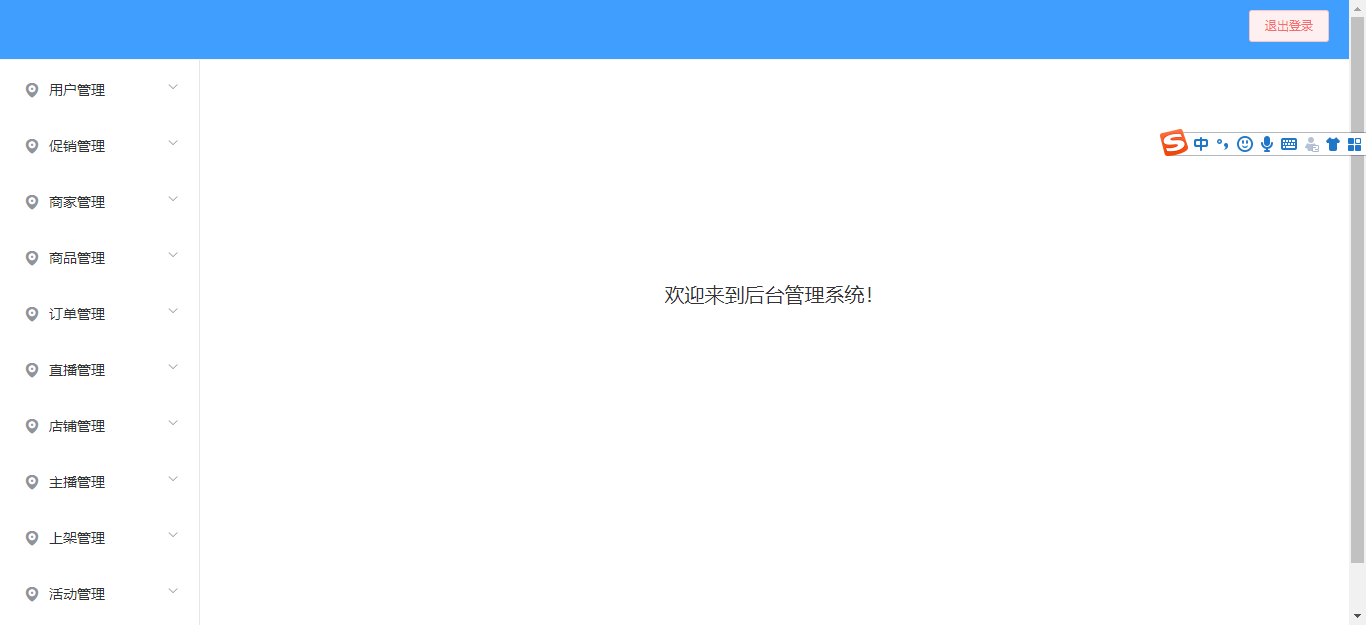 退出登录
用户管理
促销管理
商家管理
商品管理
订单管理
直播管理
店铺管理
主播管理
上架管理
活动管理
中
欢迎来到后台管理系统！